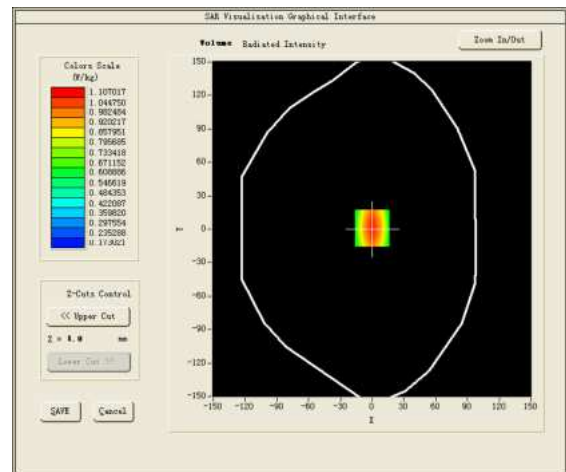 SAR Visualisation Graphical Interface
Volume Radiated Intensity
Zoom In/Out
Colors Scale
(W/kg)
1.107017
1.044750
0.982484
0.920217
0.857951
0.795685
0.733418
0.671152
0.608886
0.546619
0.484353
0.422087
0.359820
0.297554
0.235288
0.173021
Z-Cuts Control
<< Upper Cut
Z = 4.0 mm
Lower Cut >>
SAVE Cancel
150
120
90
60
30
0
-30
-60
-90
-120
-150
Y
-150 -120 -90 -60 -30 0 30 60 90 120 150
X